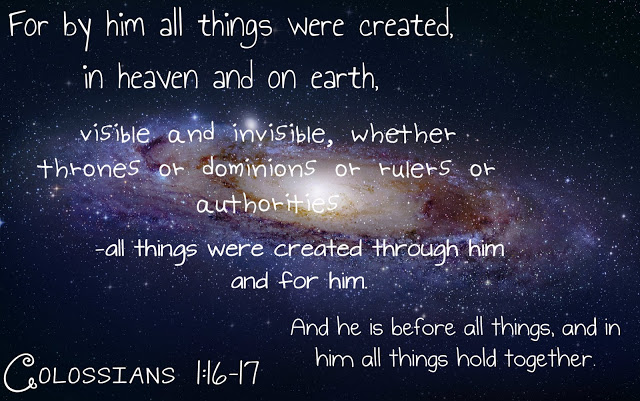 For by him all things were created,
in heaven and on earth,
visible and invisible, whether
thrones or dominions or rulers or
authorities
-all things were created through him
and for him.
And he is before all things, and in
him all things hold together.
Colossians 1:16-17